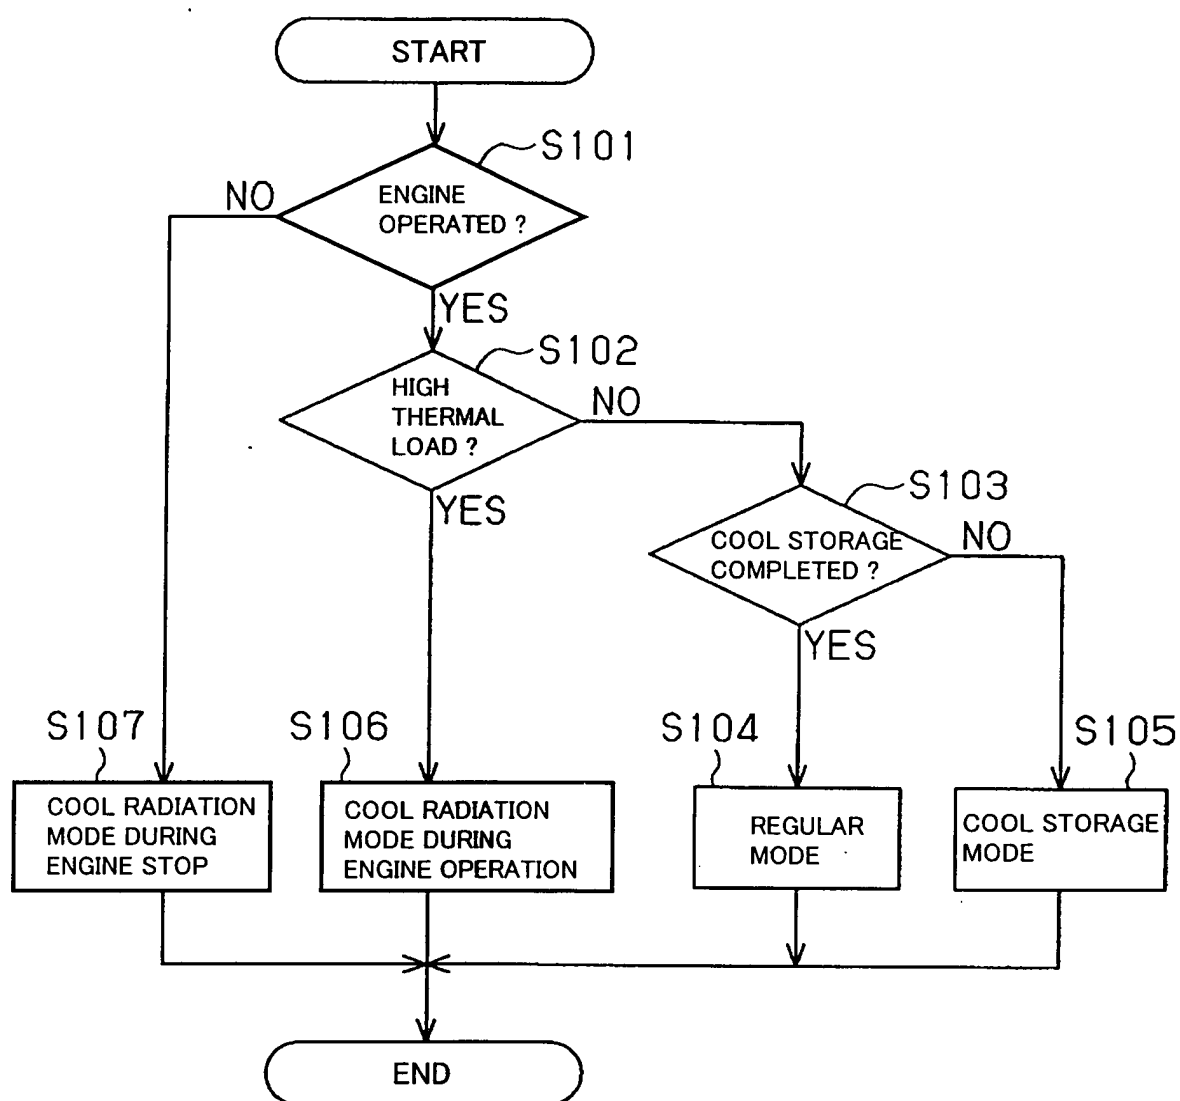 START
S101
NO
ENGINE
OPERATED ?
YES
S102
HIGH
THERMAL
LOAD ?
NO
YES
S103
COOL STORAGE
COMPLETED ?
NO
YES
S107
COOL RADIATION
MODE DURING
ENGINE STOP
S106
COOL RADIATION
MODE DURING
ENGINE OPERATION
S104
REGULAR
MODE
S105
COOL STORAGE
MODE
END